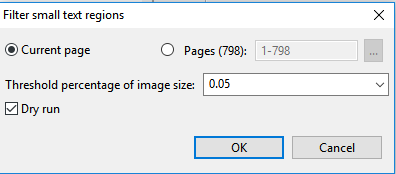 Filter small text regions
Current page
Pages (798):
1-798
...
Threshold percentage of image size:
0.05
Dry run
OK
Cancel